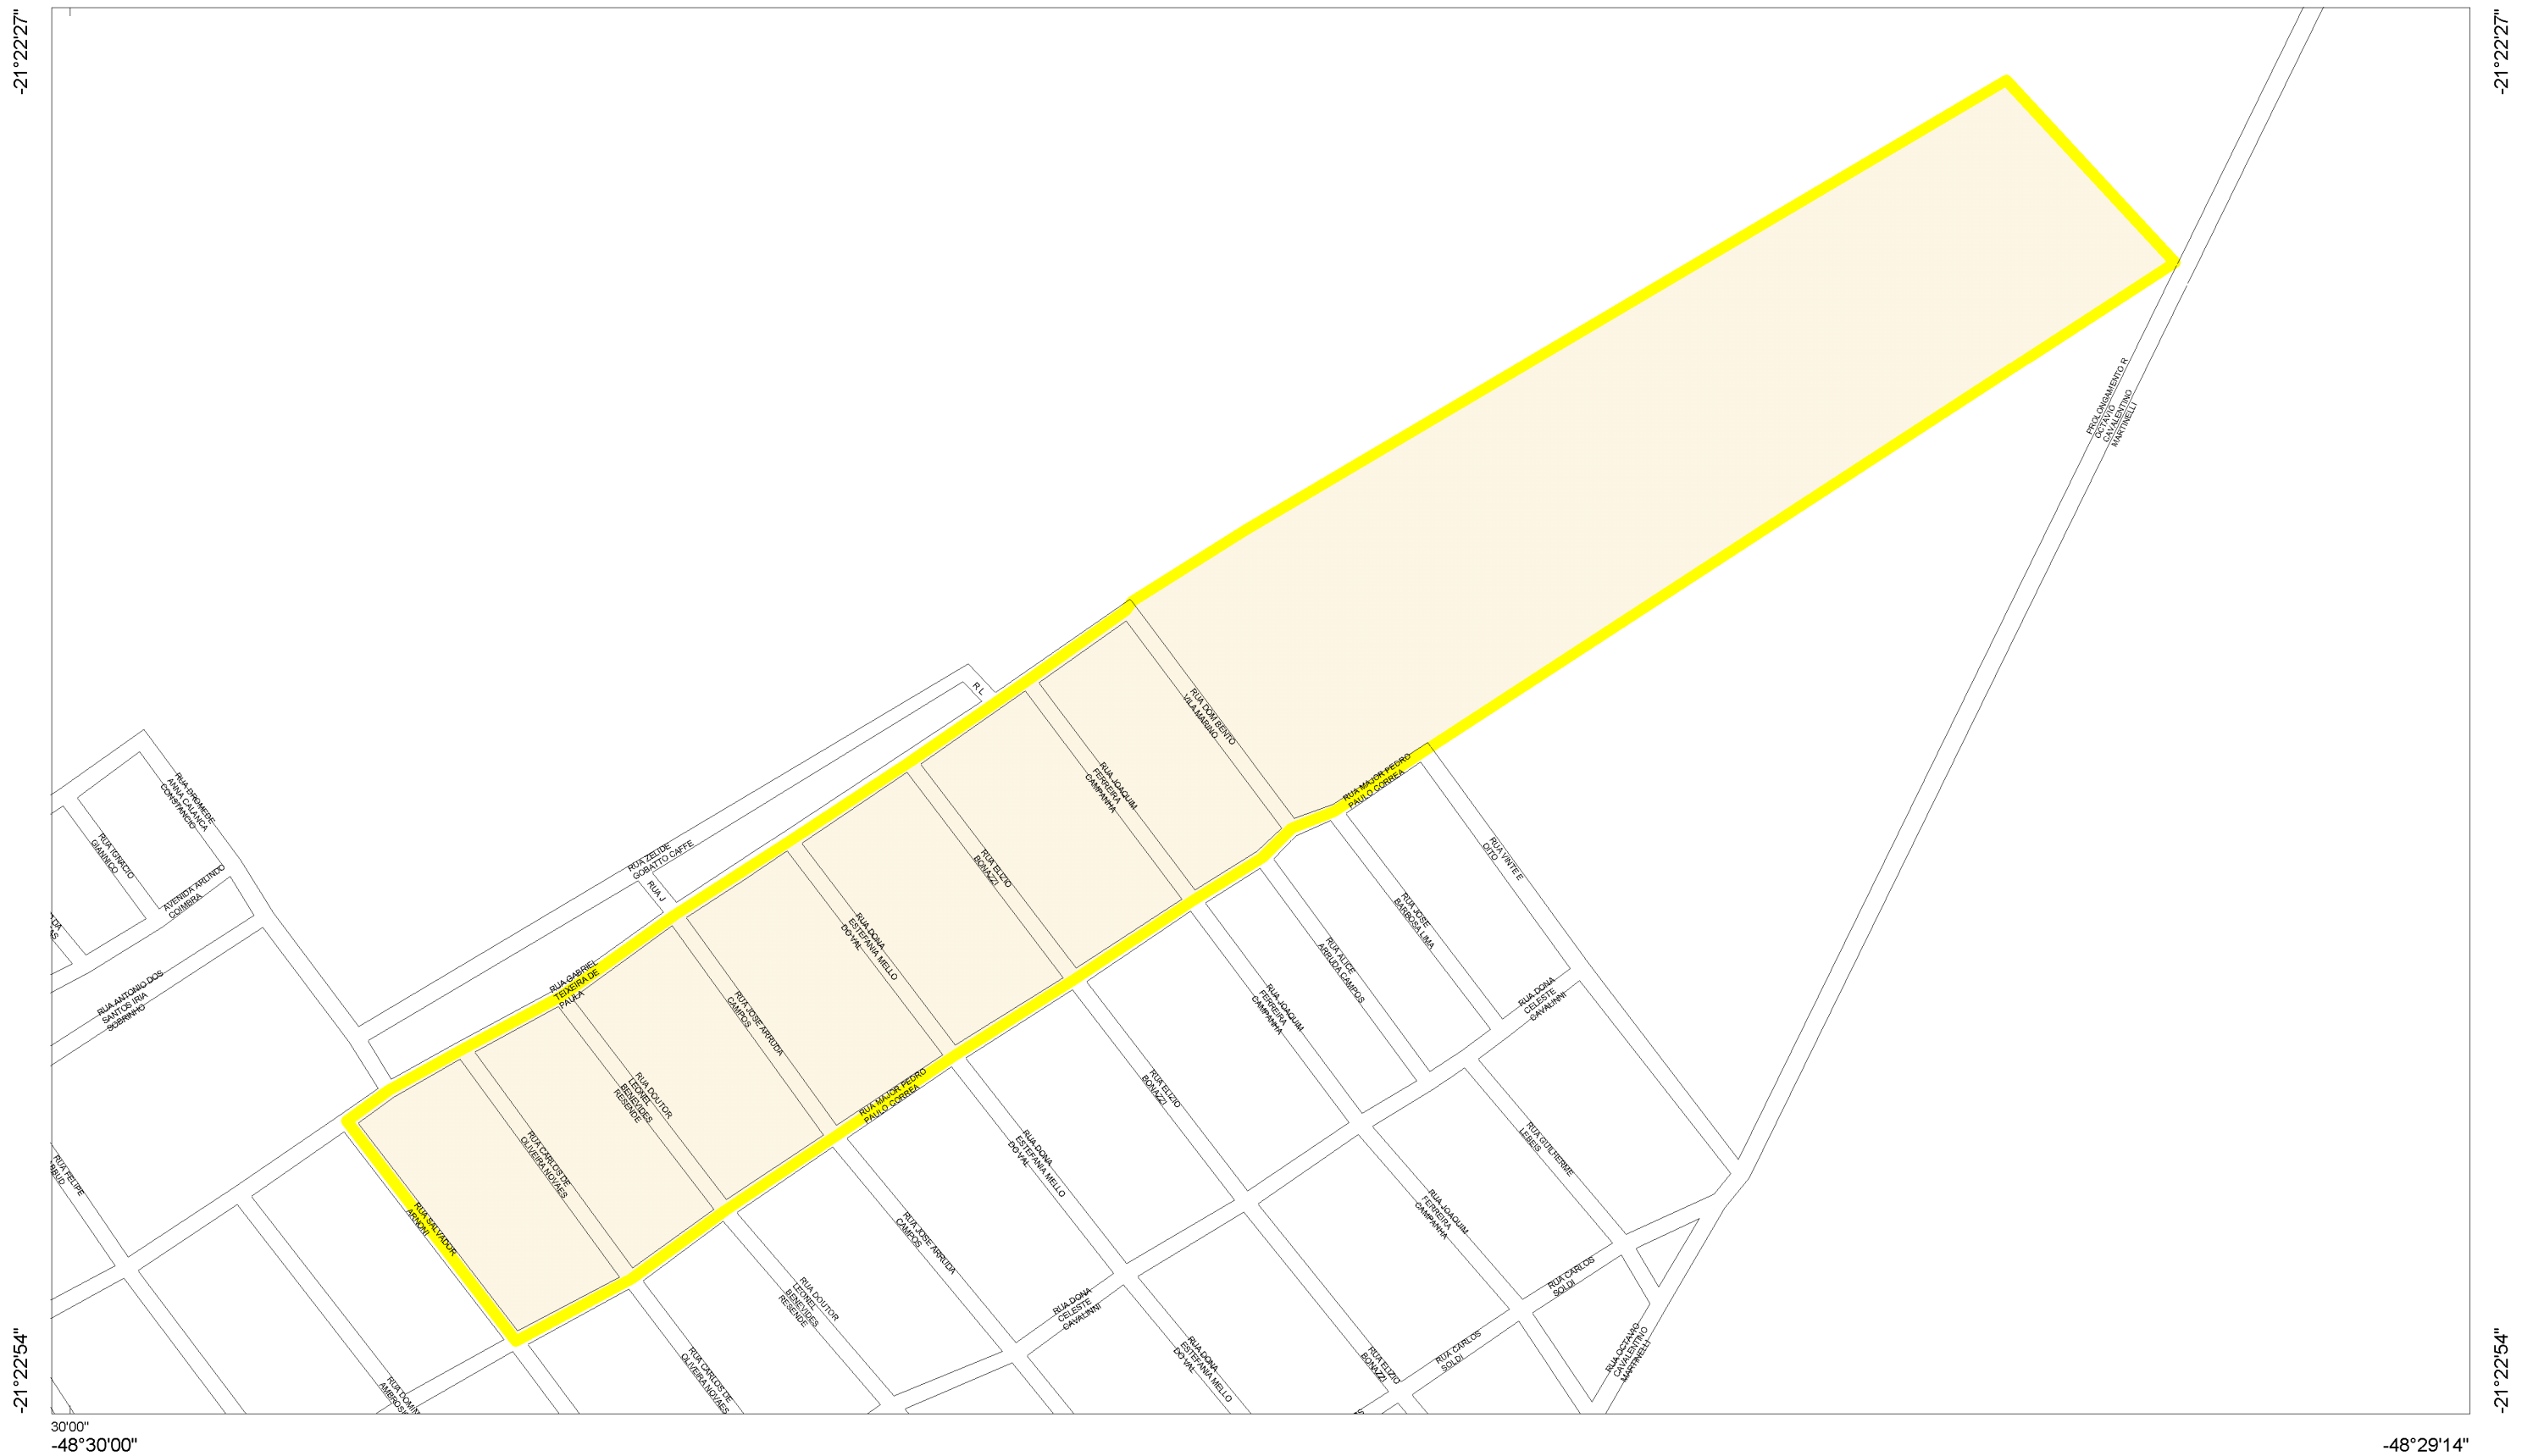 -21°22'27"
-21°22'27"
PROLONGAMENTO R
OCTAVIO
CAVALENTINO
MARTINELLI
R L
RUA DOM BENTO
VILA MARINO
RUA JOAQUIM
FERREIRA
CAMPANHA
RUA MAJOR PEDRO
PAULO CORREA
RUA DROMEDE
ANNA CALANCA
CONSTANCIO
RUA IGNACIO
GIANNICO
AVENIDA ARLINDO
COIMBRA
RUA ZELIDE
GOBATTO CAFFE
RUA J
RUA ELIZIO
BONAZZI
RUA VINTE E
OITO
RUA JOSE
BARBOSA LIMA
RUA DONA
ESTEFANIA MELLO
DO VAL
RUA ALICE
ARRUDA CAMPOS
RUA GABRIEL
TEIXEIRA DE
PAULA
RUA ANTONIO DOS
SANTOS IRIA
SOBRINHO
RUA JOSE ARRUDA
CAMPOS
RUA JOAQUIM
FERREIRA
CAMPANHA
RUA DONA
CELESTE
CAVALINNI
RUA DOUTOR
LEONEL
BENEVIDES
RESENDE
RUA MAJOR PEDRO
PAULO CORREA
RUA ELIZIO
BONAZZI
RUA CARLOS DE
OLIVEIRA NOVAES
RUA DONA
ESTEFANIA MELLO
DO VAL
RUA GUILHERME
LEBEIS
RUA FELIPE
RUA SALVADOR
ARNONI
RUA JOSE ARRUDA
CAMPOS
RUA JOAQUIM
FERREIRA
CAMPANHA
RUA CARLOS
SOLDI
RUA DOUTOR
LEONEL
BENEVIDES
RESENDE
RUA DONA
CELESTE
CAVALINNI
RUA CARLOS
SOLDI
RUA OCTAVIO
CAVALENTINO
MARTINELLI
RUA CARLOS DE
OLIVEIRA NOVAES
RUA DONA
ESTEFANIA MELLO
DO VAL
RUA ELIZIO
BONAZZI
-21°22'54"
-21°22'54"
30'00"
-48°30'00"
-48°29'14"